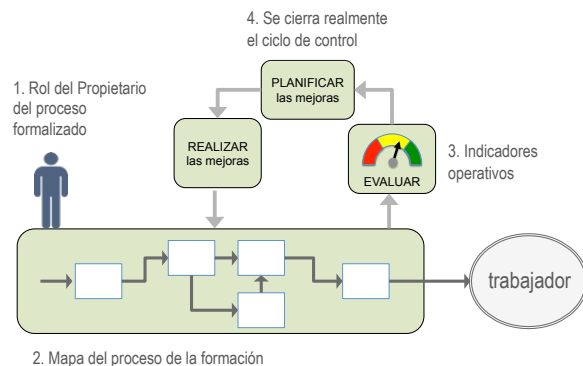 4. Se cierra realmente
el ciclo de control
1. Rol del Propietario
del proceso
formalizado
PLANIFICAR
las mejoras
REALIZAR
las mejoras
EVALUAR
3. Indicadores
operativos
trabajador
2. Mapa del proceso de la formación